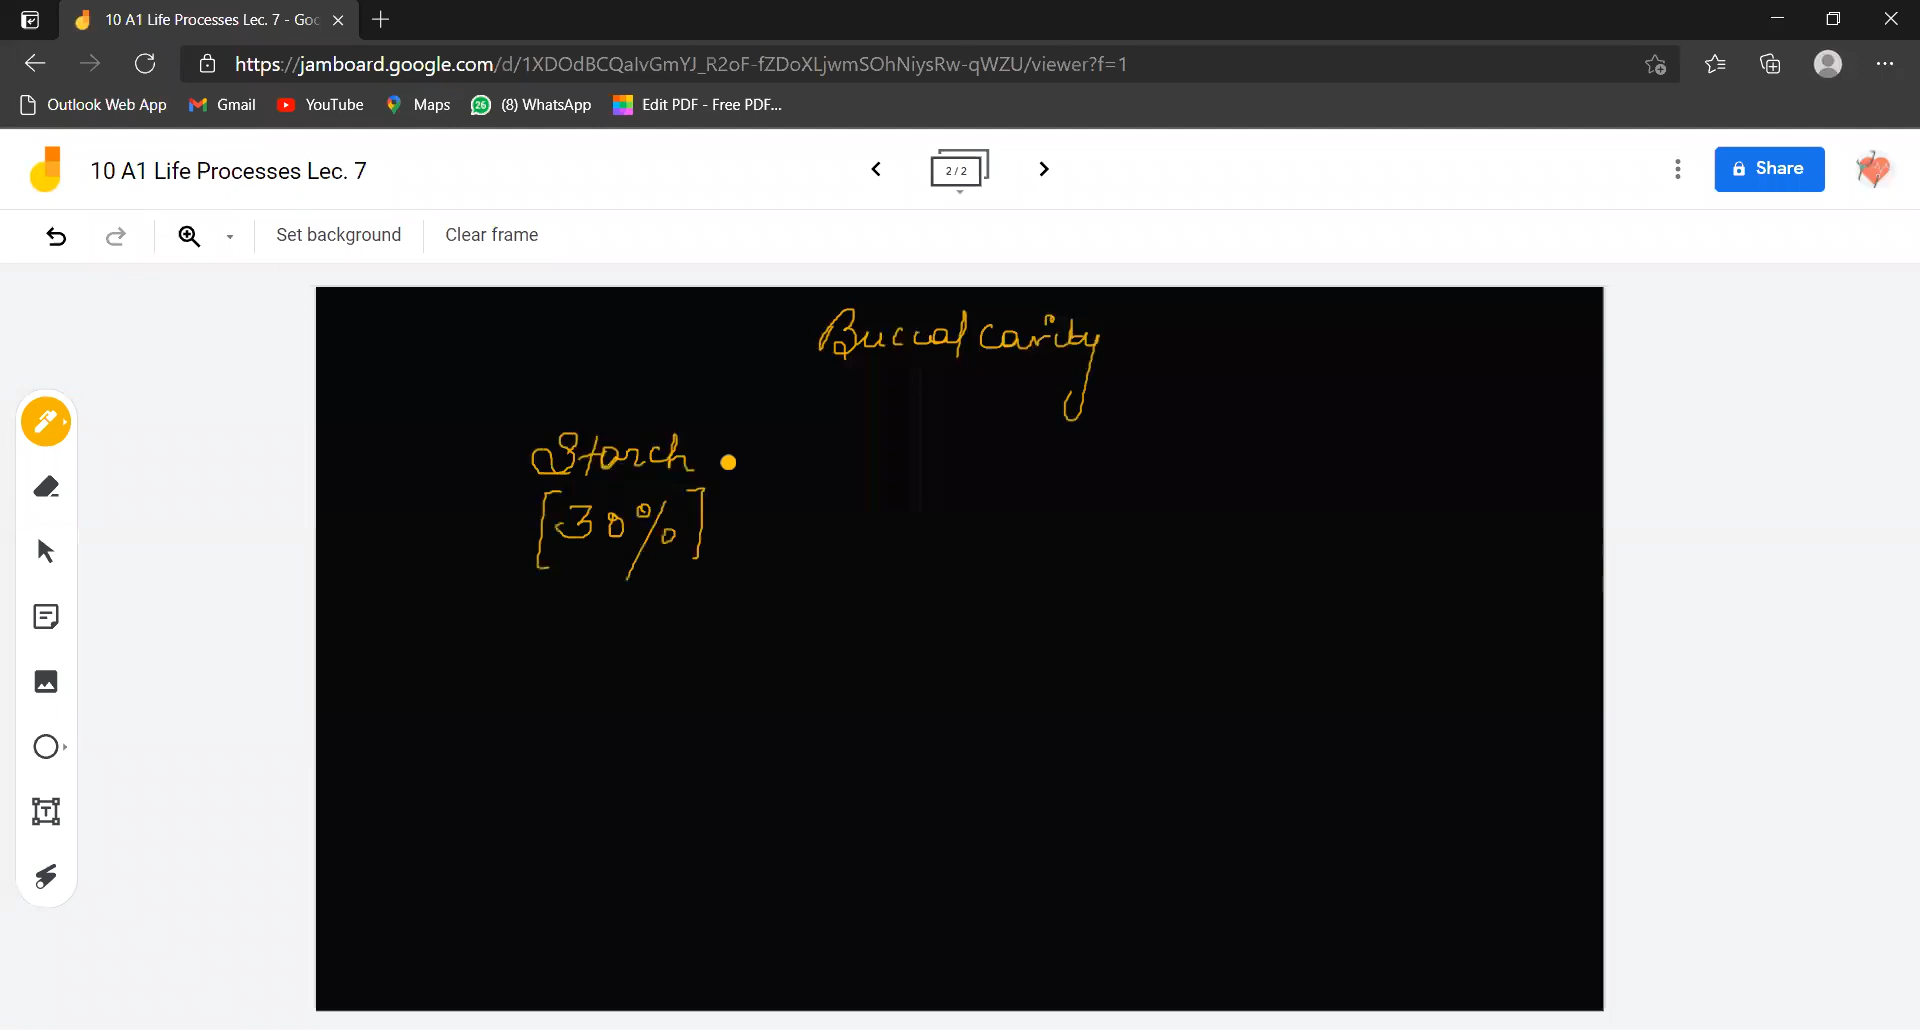 10 A1 Life Processes Lec. 7 - Goo
https://jamboard.google.com/d/1XDOdBCQaIvGmYJ_R2oF-fZDoXLjwmSOhNiysRw-qWZU/viewer?f=1
Outlook Web App Gmail YouTube Maps 26 (8) WhatsApp Edit PDF - Free PDF...
10 A1 Life Processes Lec. 7 2 / 2 Share
Set background Clear frame
Buccal cavity
Starch
[30%]